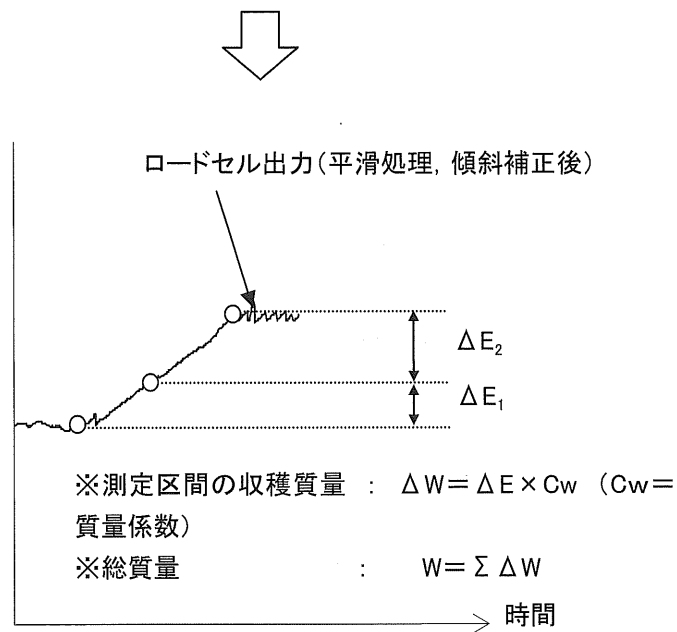 ロードセル出力(平滑処理, 傾斜補正後)
ΔE₂
ΔE₁
※測定区間の収穫質量 : ΔW=ΔE×Cw (Cw=
質量係数)
※総質量 : W=Σ ΔW
時間